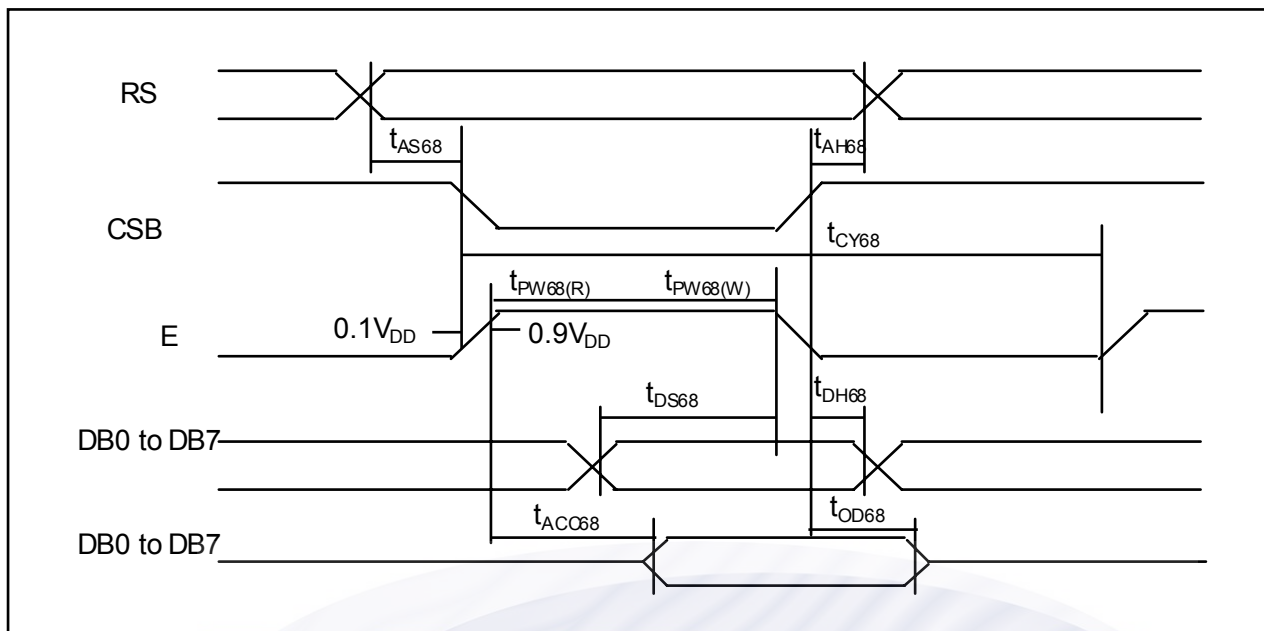 RS
tAS68
tAH68
CSB
tCY68
tPW68(R)
tPW68(W)
E
0.1VDD
0.9VDD
tDS68
tDH68
DB0 to DB7
tACC68
tOD68
DB0 to DB7